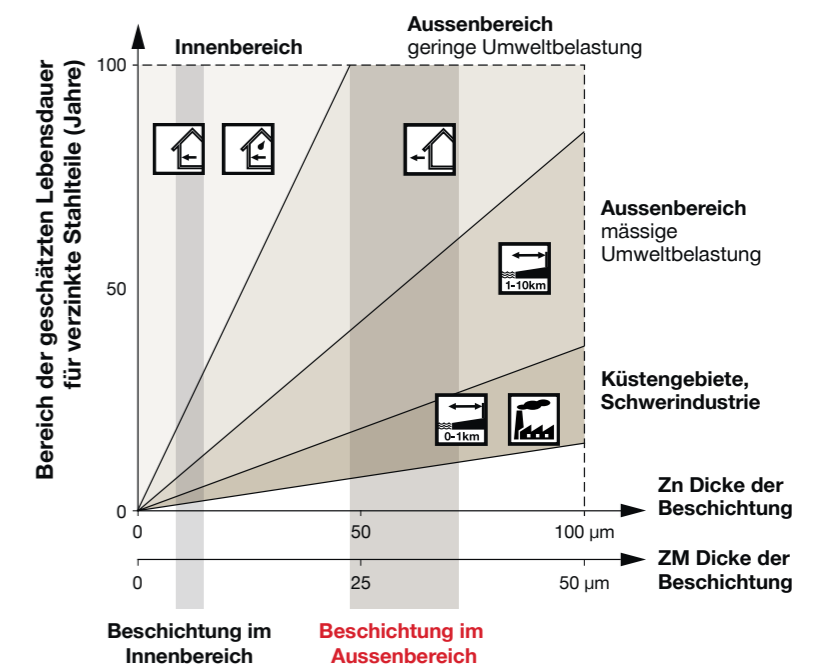 Aussenbereich
geringe Umweltbelastung
Innenbereich
Bereich der geschätzten Lebensdauer
für verzinkte Stahlteile (Jahre)
100
50
0
Aussenbereich
mässige
Umweltbelastung
1-10km
Küstengebiete,
Schwerindustrie
0-1km
Zn Dicke der
Beschichtung
0
50
100 µm
ZM Dicke der
Beschichtung
0
25
50 µm
Beschichtung im
Innenbereich
Beschichtung im
Aussenbereich